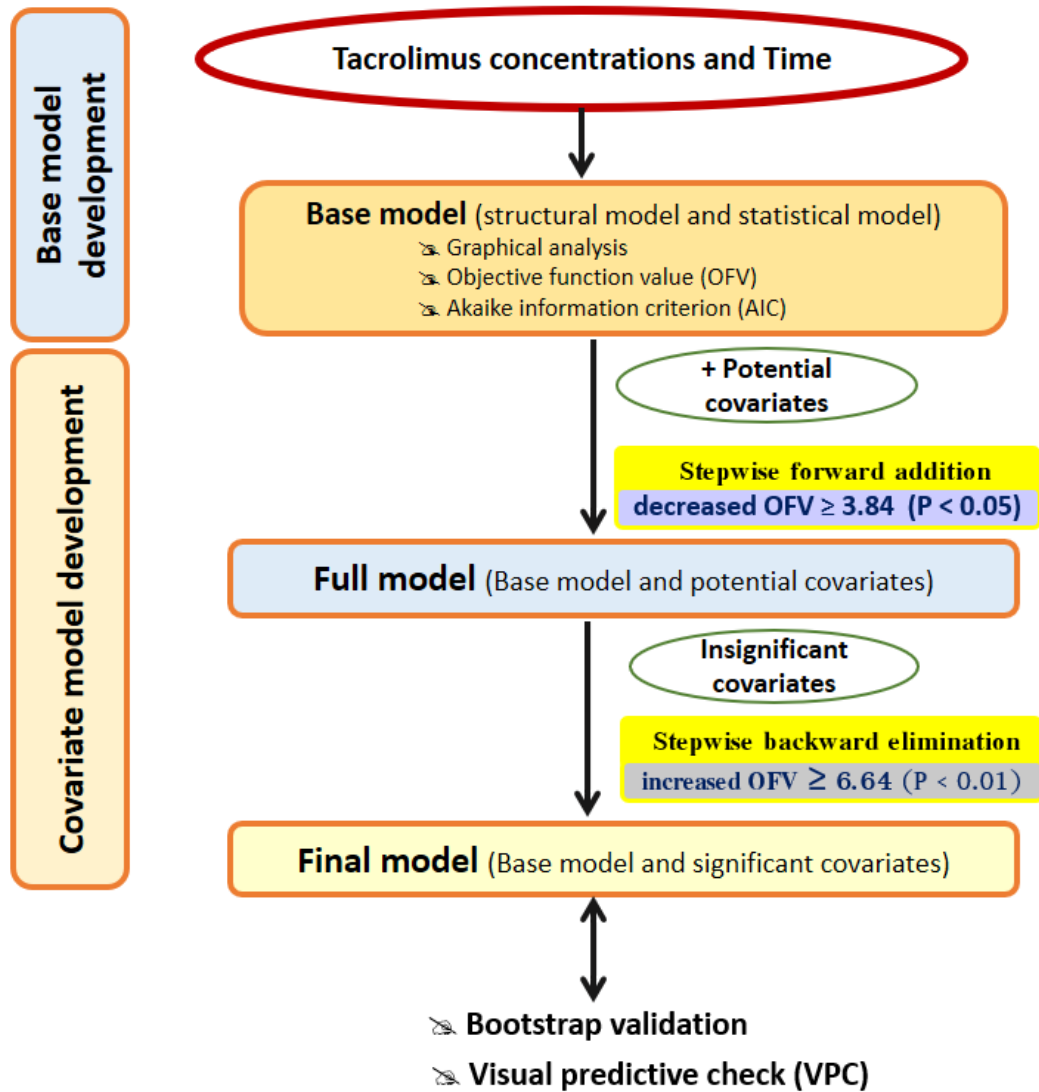 Base model
development
Tacrolimus concentrations and Time
Base model (structural model and statistical model)
Graphical analysis
Objective function value (OFV)
Akaike information criterion (AIC)
Covariate model development
+ Potential
covariates
Stepwise forward addition
decreased OFV ≥ 3.84 (P < 0.05)
Full model (Base model and potential covariates)
Insignificant
covariates
Stepwise backward elimination
increased OFV ≥ 6.64 (P < 0.01)
Final model (Base model and significant covariates)
Bootstrap validation
Visual predictive check (VPC)